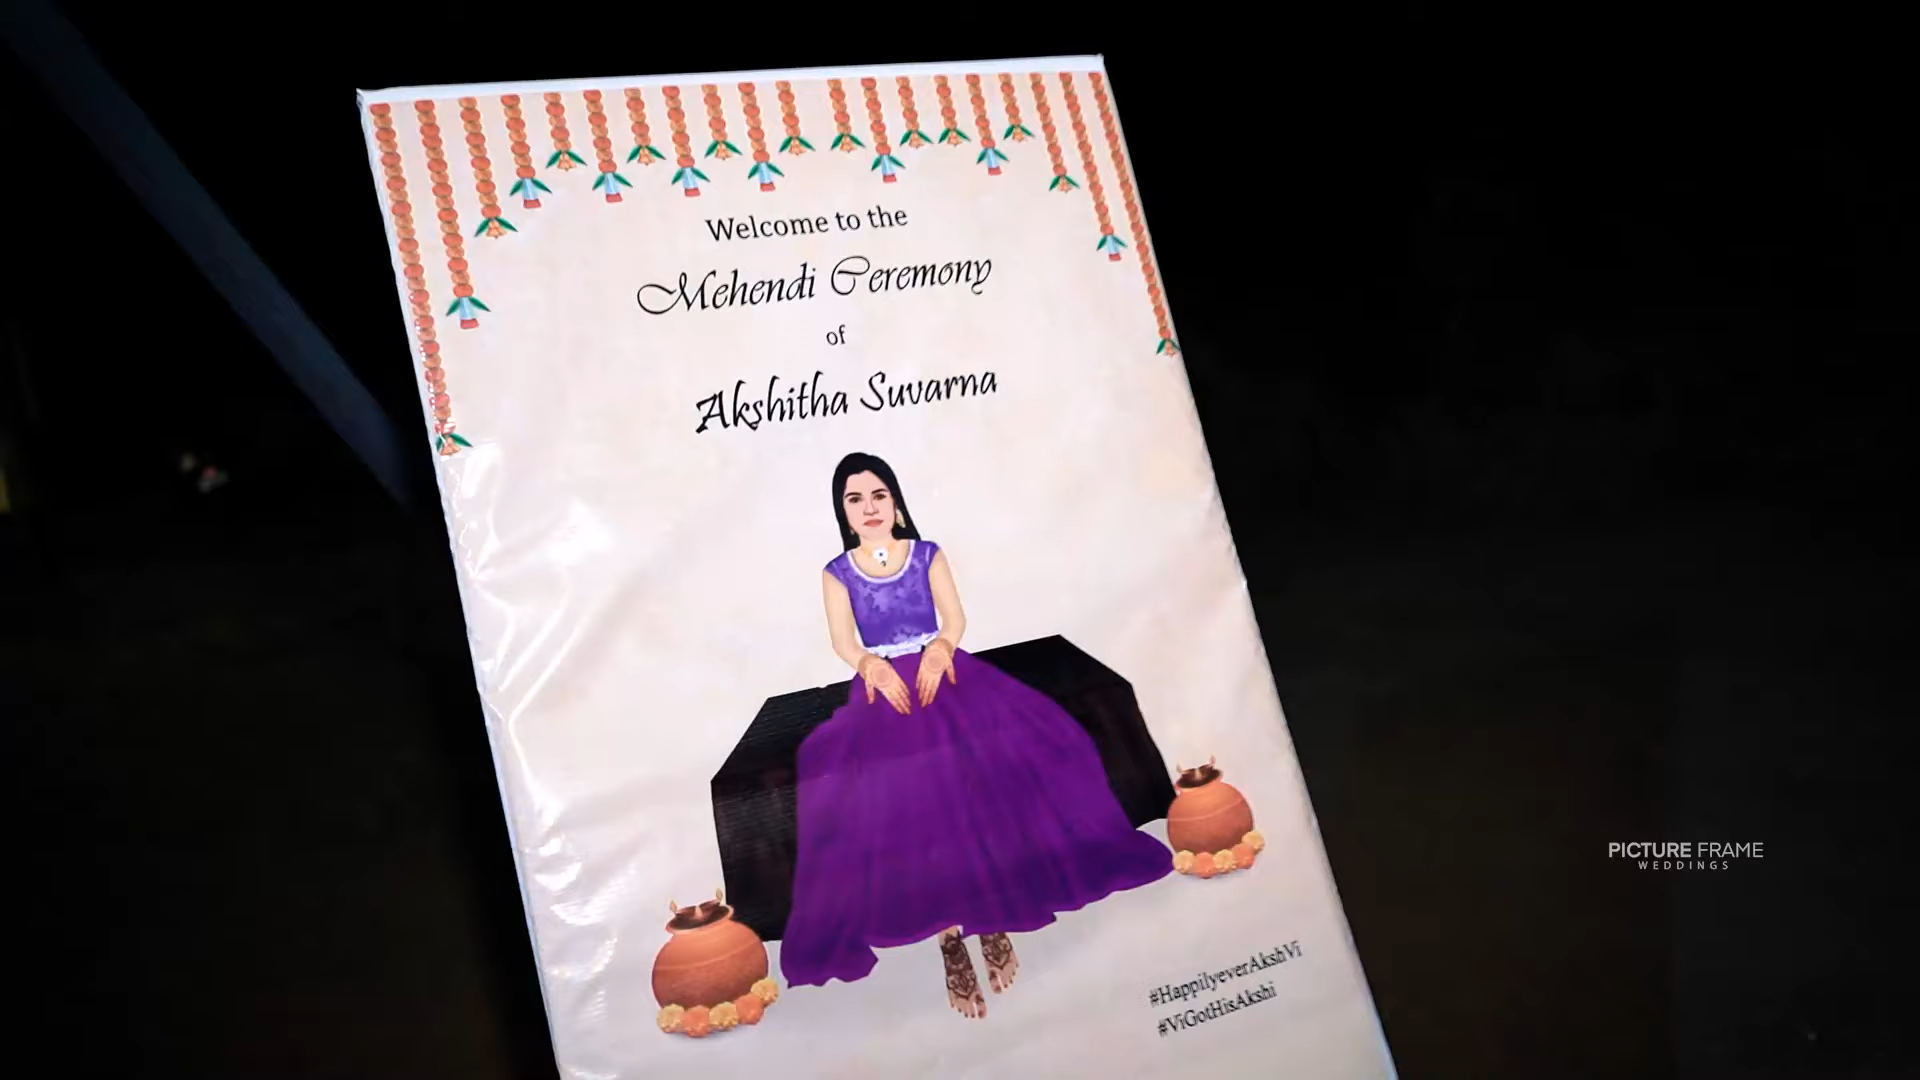 Welcome to the
Mehendi Ceremony
of
Akshitha Suvarna
#HappilyeverAkshVi
#ViGotHisAkshi
PICTURE FRAME
WEDDINGS